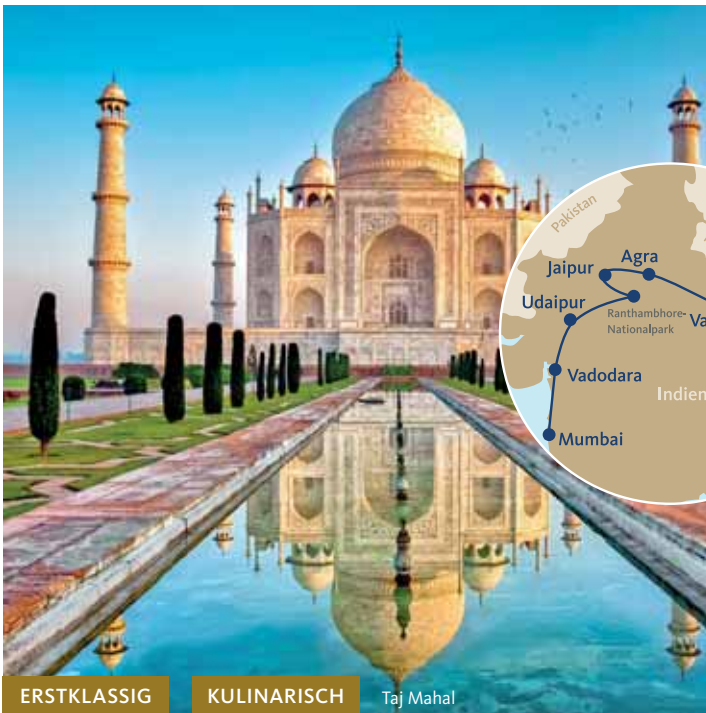 Pakistan
Jaipur
Agra
Udaipur
Ranthambhore-
Nationalpark
Vadodara
Indien
Mumbai
ERSTKLASSIG
KULINARISCH
Taj Mahal